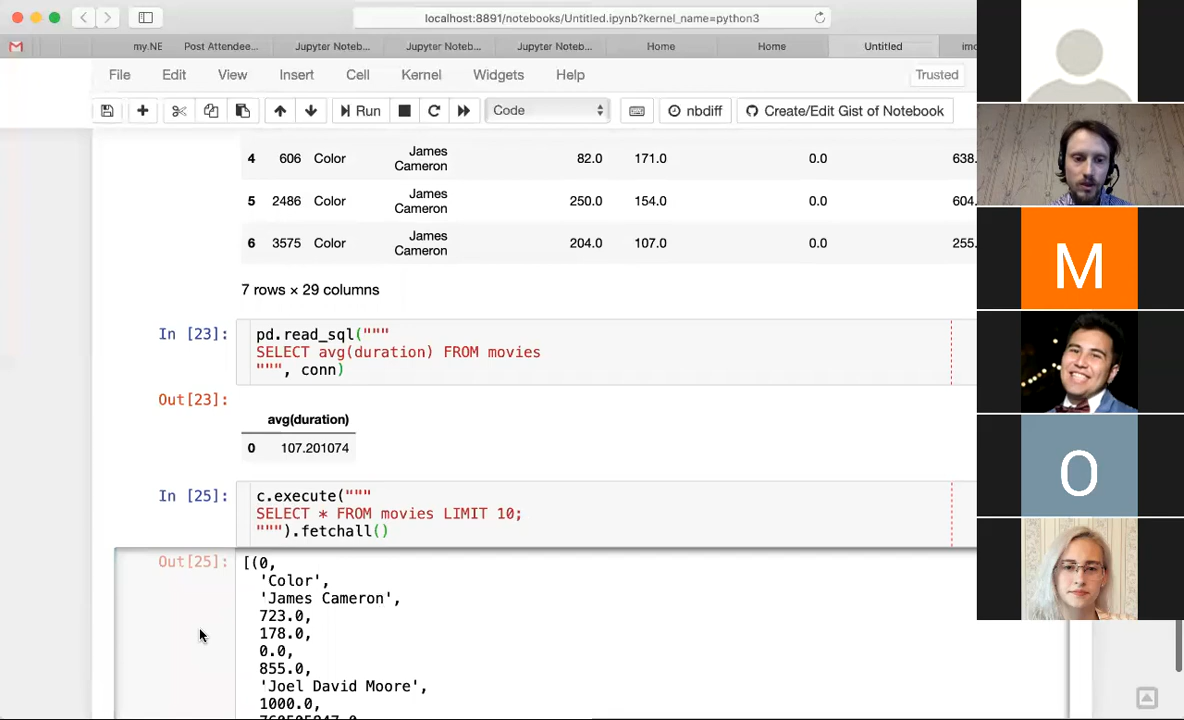 localhost:8891/notebooks/Untitled.ipynb?kernel_name=python3
my.NE Post Attendee... Jupyter Noteb... Jupyter Noteb... Jupyter Noteb... Home Home Untitled
File Edit View Insert Cell Kernel Widgets Help Trusted
Run Code nbdiff Create/Edit Gist of Notebook
4 606 Color James Cameron 82.0 171.0 0.0 638.
5 2486 Color James Cameron 250.0 154.0 0.0 604.
6 3575 Color James Cameron 204.0 107.0 0.0 255.
7 rows × 29 columns
In [23]: pd.read_sql("""
SELECT avg(duration) FROM movies
""", conn)
Out[23]:
avg(duration)
0 107.201074
In [25]: c.execute("""
SELECT * FROM movies LIMIT 10;
""").fetchall()
Out[25]: [(0,
'Color',
'James Cameron',
723.0,
178.0,
0.0,
855.0,
'Joel David Moore',
1000.0,
M
O